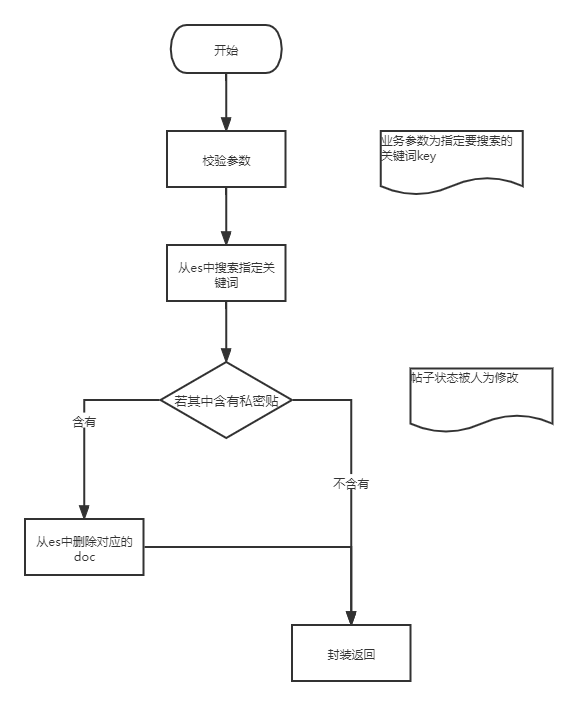 开始
校验参数
业务参数为指定要搜索的
关键词key
从es中搜索指定关
键词
若其中含有私密贴
帖子状态被人为修改
含有
不含有
从es中删除对应的
doc
封装返回